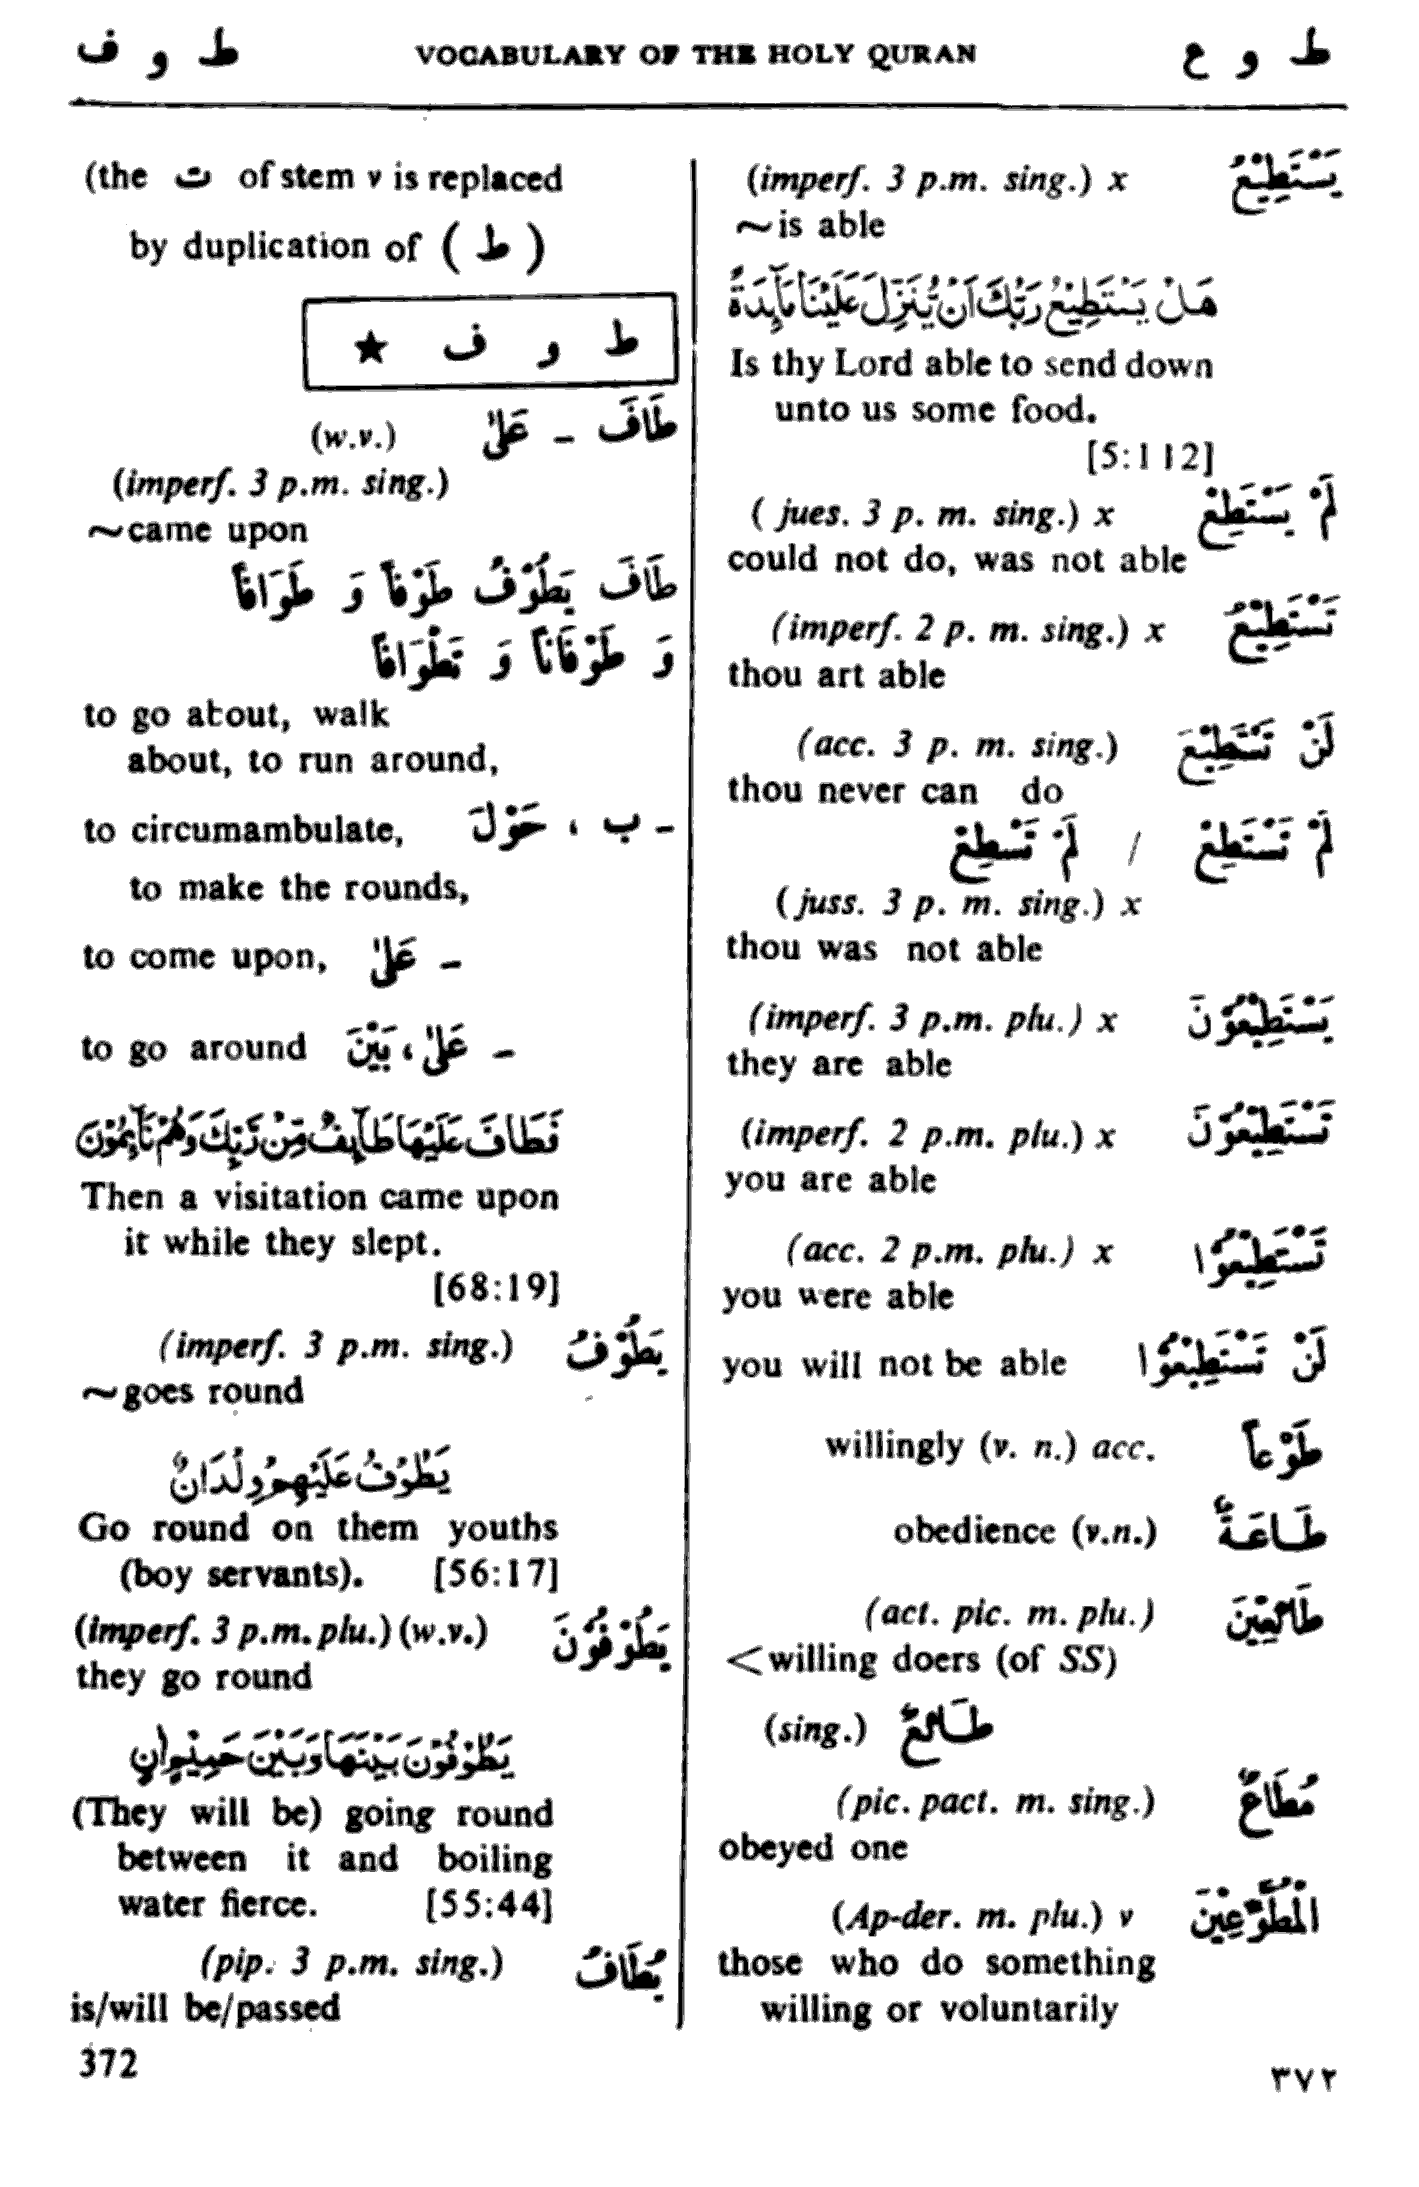 ط و ف VOCABULARY OF THE HOLY QURAN ط و ع
(imperf. 3 p.m. sing.) x يَسْتَطِيْعُ
~is able
هَلْ يَسْتَطِيْعُ رَبُّكَ اَنْ يُّنَزِّلَ عَلَيْنَا مَآىِٕدَةً
Is thy Lord able to send down
unto us some food.
[5:112]
( jues. 3 p. m. sing.) x لَمْ يَسْتَطِعْ
could not do, was not able
(imperf. 2 p. m. sing.) x تَسْتَطِيْعُ
thou art able
(acc. 3 p. m. sing.) لَنْ تَسْتَطِيْعَ
thou never can do
لَمْ تَسْتَطِعْ / لَمْ تَسْطِعْ
(juss. 3 p. m. sing.) x
thou was not able
(imperf. 3 p.m. plu.) x يَسْتَطِيْعُوْنَ
they are able
(imperf. 2 p.m. plu.) x تَسْتَطِيْعُوْنَ
you are able
(acc. 2 p.m. plu.) x تَسْتَطِيْعُوْا
you were able
you will not be able لَنْ تَسْتَطِيْعُوْا
willingly (v. n.) acc. طَوْعاً
obedience (v.n.) طَاعَةٌ
(act. pic. m. plu.) طَائِعِيْنَ
<willing doers (of SS)
(sing.) طَائِعٌ
(pic. pact. m. sing.) مُطَاعٌ
obeyed one
(Ap-der. m. plu.) v الْمُطَّوِّعِيْنَ
those who do something
willing or voluntarily
(the ت of stem v is replaced
by duplication of ( ط )
ط و ف ★
(w.v.) طَافَ - عَلٰى
(imperf. 3 p.m. sing.)
~came upon
طَافَ يَطُوْفُ طَوْفاً وَ طَوَافاً
وَ طَوْفَاناً وَ تَطْوَافاً
to go about, walk
about, to run around,
to circumambulate, - ب ، حَوْلَ
to make the rounds,
to come upon, - عَلٰى
to go around - عَلٰى، بَيْنَ
فَطَافَ عَلَيْهَا طَآىِٕفٌ مِّنْ رَّبِّكَ وَهُمْ نَآىِٕمُوْنَ
Then a visitation came upon
it while they slept.
[68:19]
(imperf. 3 p.m. sing.) يَطُوْفُ
~goes round
يَطُوْفُ عَلَيْهِمْ وِلْدَانٌ
Go round on them youths
(boy servants). [56:17]
(imperf. 3 p.m. plu.) (w.v.) يَطُوْفُوْنَ
they go round
يَطُوْفُوْنَ بَيْنَهَا وَبَيْنَ حَمِيْمٍ اٰنٍ
(They will be) going round
between it and boiling
water fierce. [55:44]
(pip. 3 p.m. sing.) يُطَافُ
is/will be/passed
372 ٣٧٢